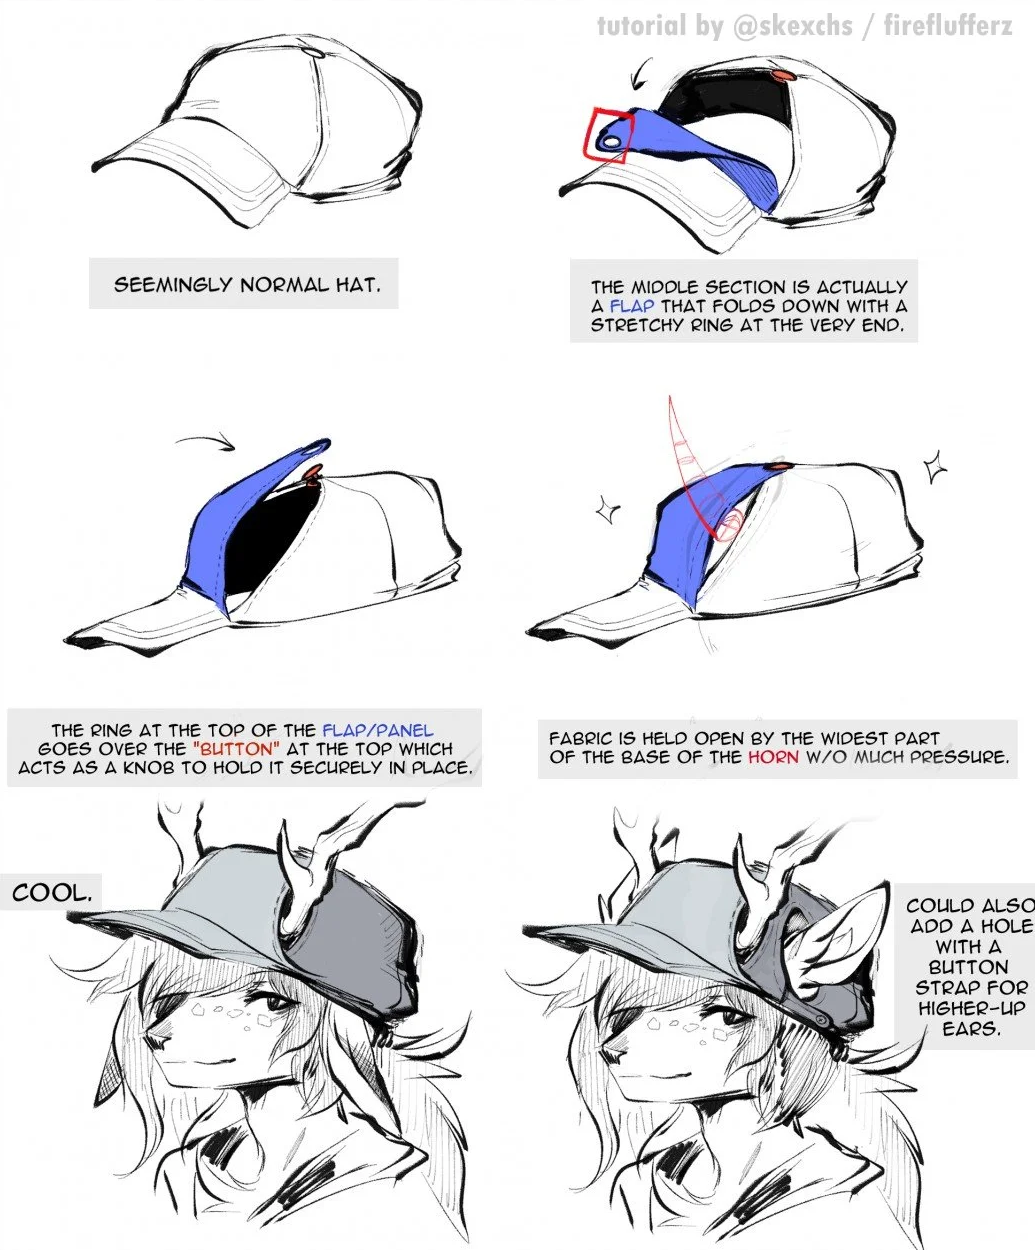 tutorial by @skexchs / fireflufferz
SEEMINGLY NORMAL HAT.
THE MIDDLE SECTION IS ACTUALLY
A FLAP THAT FOLDS DOWN WITH A
STRETCHY RING AT THE VERY END.
THE RING AT THE TOP OF THE FLAP/PANEL
GOES OVER THE "BUTTON" AT THE TOP WHICH
ACTS AS A KNOB TO HOLD IT SECURELY IN PLACE.
FABRIC IS HELD OPEN BY THE WIDEST PART
OF THE BASE OF THE HORN W/O MUCH PRESSURE.
COOL.
COULD ALSO
ADD A HOLE
WITH A
BUTTON
STRAP FOR
HIGHER-UP
EARS.